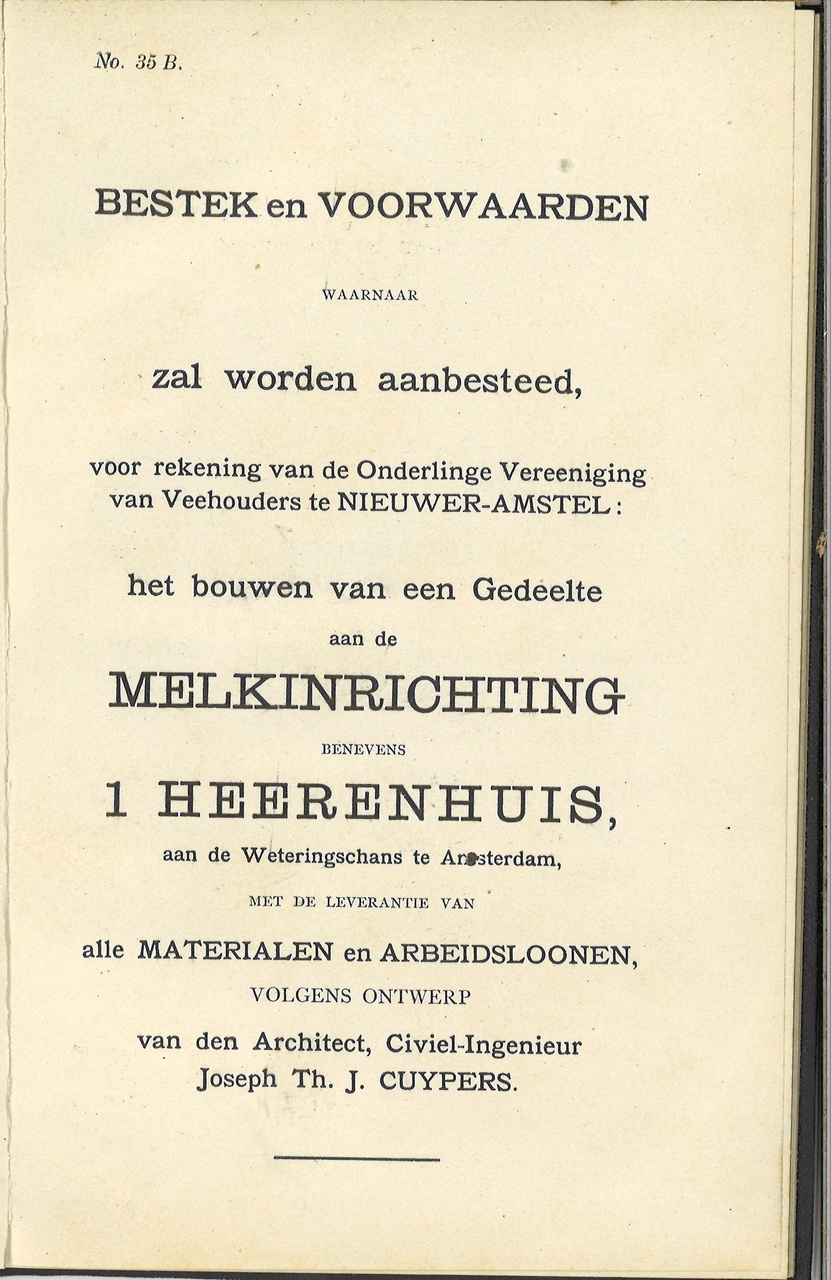 No. 35 B.
BESTEK en VOORWAARDEN
WAARNAAR
zal worden aanbesteed,
voor rekening van de Onderlinge Vereeniging
van Veehouders te NIEUWER-AMSTEL:
het bouwen van een Gedeelte
aan de
MELKINRICHTING
BENEVENS
1 HEERENHUIS,
aan de Weteringschans te Amsterdam,
MET DE LEVERANTIE VAN
alle MATERIALEN en ARBEIDSLOONEN,
VOLGENS ONTWERP
van den Architect, Civiel-Ingenieur
Joseph Th. J. CUYPERS.